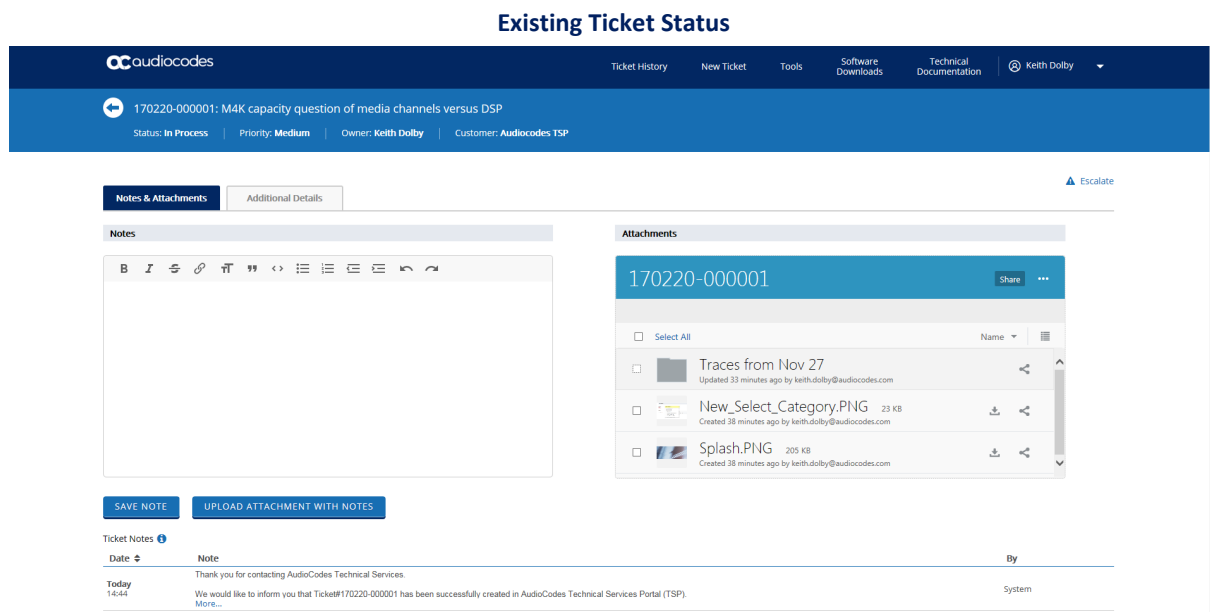 Existing Ticket Status
audiocodes
Ticket History
New Ticket
Tools
Software
Downloads
Technical
Documentation
Keith Dolby
170220-000001: M4K capacity question of media channels versus DSP
Status: In Process | Priority: Medium | Owner: Keith Dolby | Customer: Audiocodes TSP
Escalate
Notes & Attachments
Additional Details
Notes
Attachments
170220-000001
Share
Select All
Name
Traces from Nov 27
Updated 33 minutes ago by keith.dolby@audiocodes.com
New_Select_Category.PNG 23 KB
Created 38 minutes ago by keith.dolby@audiocodes.com
Splash.PNG 205 KB
Created 38 minutes ago by keith.dolby@audiocodes.com
SAVE NOTE
UPLOAD ATTACHMENT WITH NOTES
Ticket Notes
Date
Note
By
Today
14:44
Thank you for contacting AudioCodes Technical Services.
We would like to inform you that Ticket#170220-000001 has been successfully created in AudioCodes Technical Services Portal (TSP).
More...
System